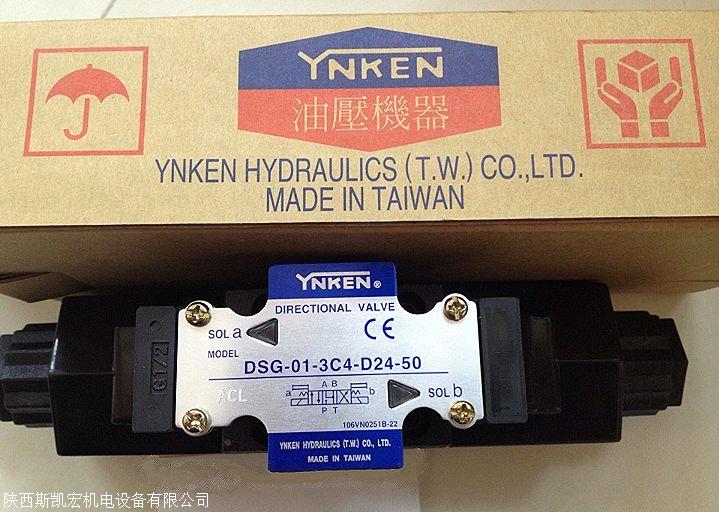 YNKEN
油壓機器
YNKEN HYDRAULICS (T.W.) CO.,LTD.
MADE IN TAIWAN
YNKEN ®
DIRECTIONAL VALVE
SOL a
CE
MODEL
DSG-01-3C4-D24-50
G1/2
ACL
A B
a
b
P T
SOL b
106VN0251B-22
YNKEN HYDRAULICS (T.W.) CO., LTD.
MADE IN TAIWAN
陕西斯凯宏机电设备有限公司